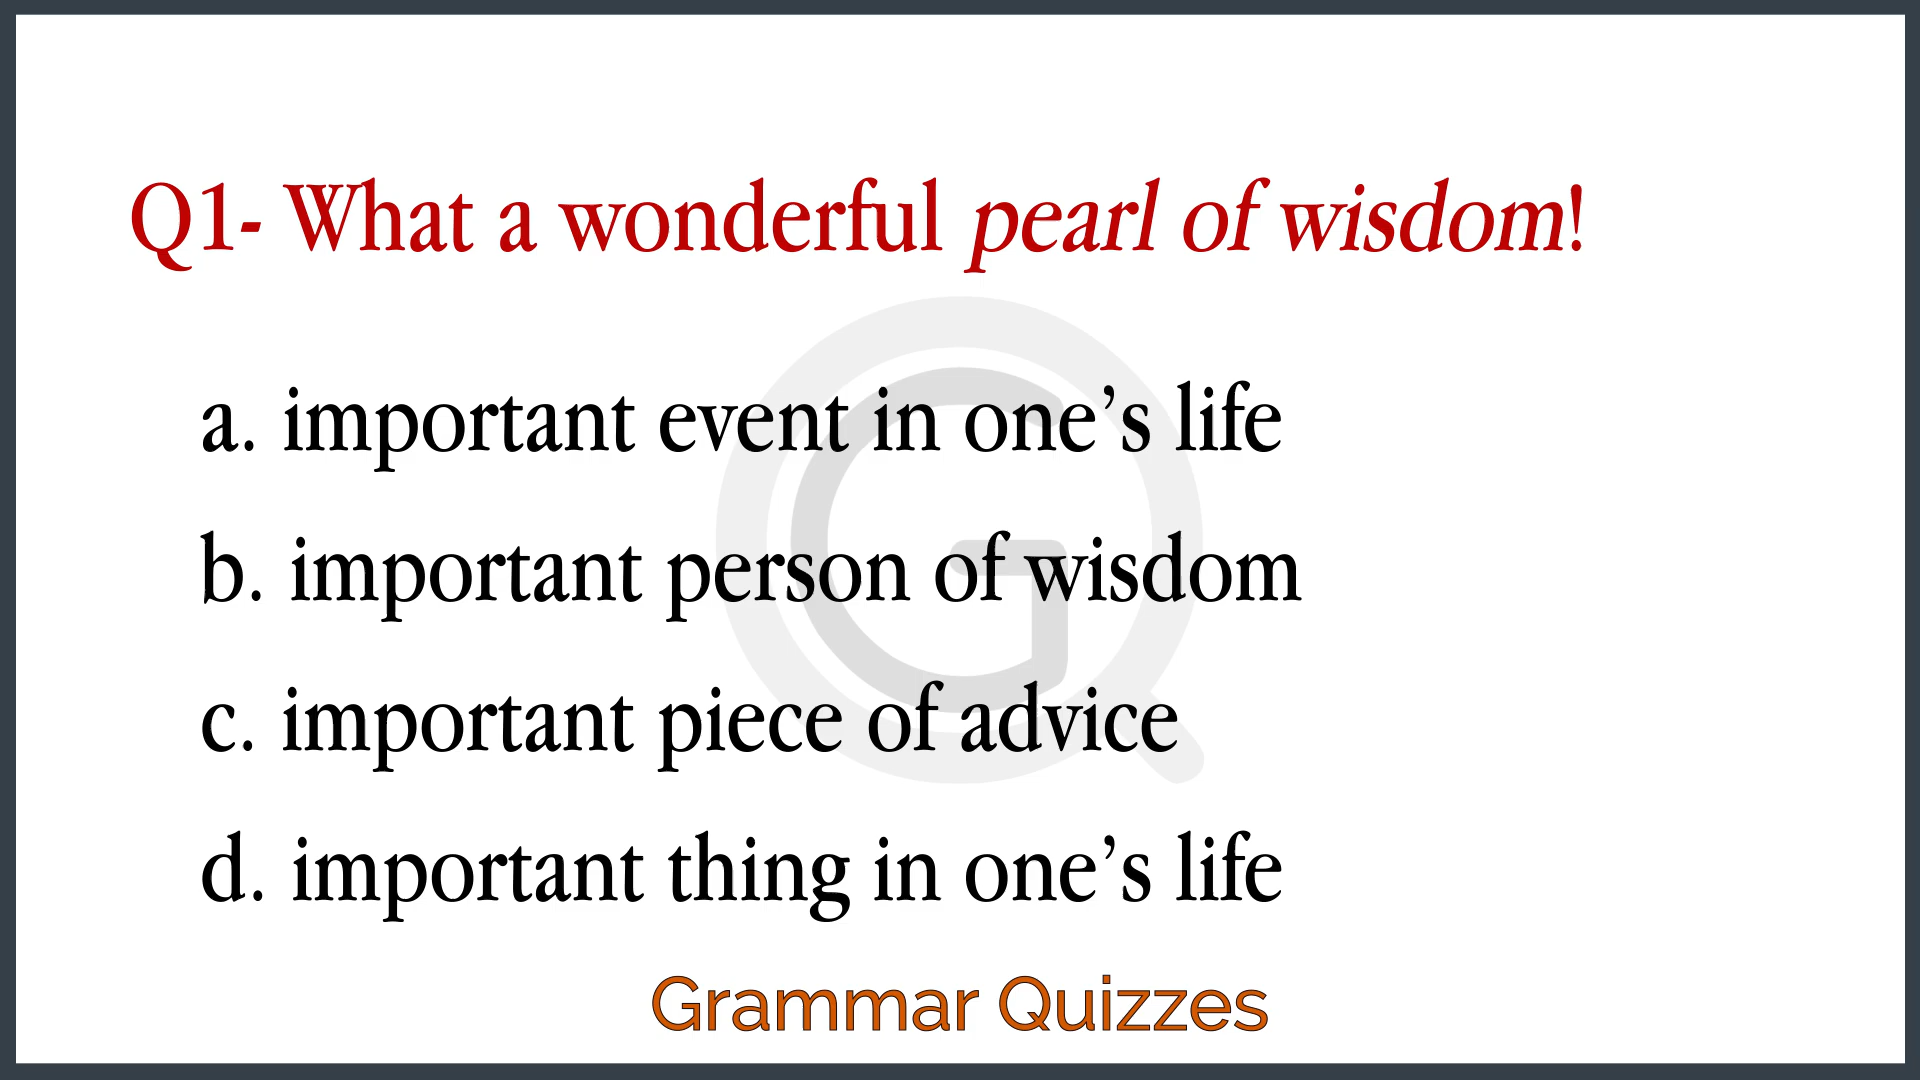 Q1- What a wonderful pearl of wisdom!
a. important event in one’s life
b. important person of wisdom
c. important piece of advice
d. important thing in one’s life
Grammar Quizzes